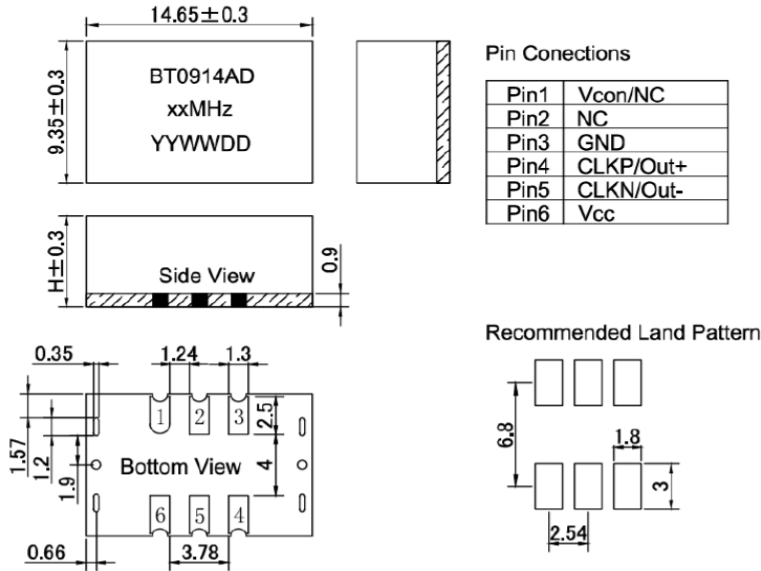 14.65±0.3
9.35±0.3
BT0914AD
xxMHz
YYWWDD
Pin Conections
Pin1 Vcon/NC
Pin2 NC
Pin3 GND
Pin4 CLKP/Out+
Pin5 CLKN/Out-
Pin6 Vcc
H±0.3
Side View
0.9
Recommended Land Pattern
0.35
1.24
1.3
1 2 3
2.5
1.57
1.2
1.9
Bottom View
4
6 5 4
0.66
3.78
6.8
1.8
3
2.54